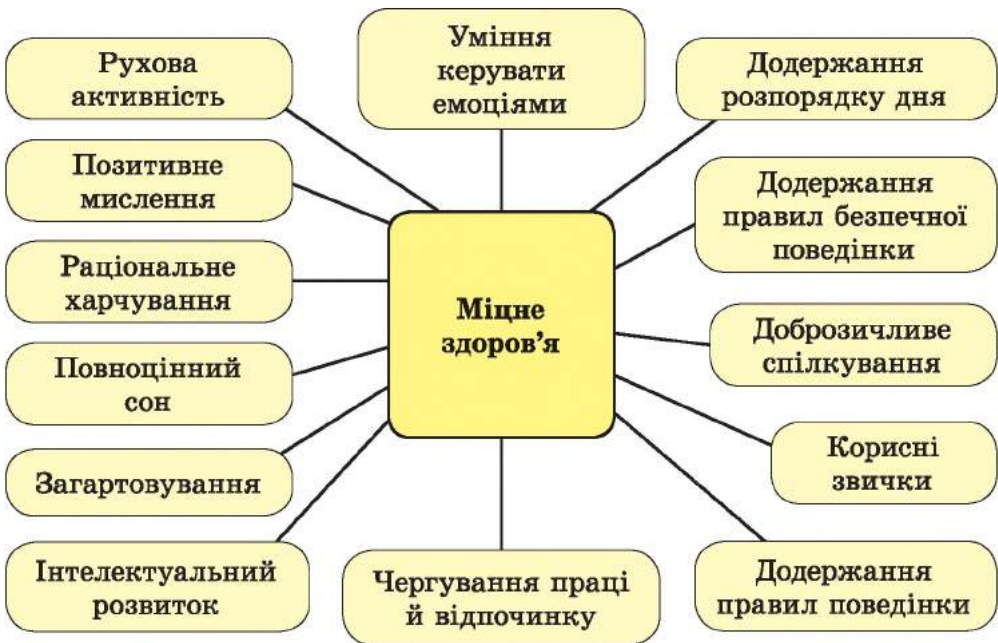 Рухова
активність
Уміння
керувати
емоціями
Додержання
розпорядку дня
Позитивне
мислення
Додержання
правил безпечної
поведінки
Раціональне
харчування
Міцне
здоров’я
Доброзичливе
спілкування
Повноцінний
сон
Корисні
звички
Загартовування
Інтелектуальний
розвиток
Чергування праці
й відпочинку
Додержання
правил поведінки